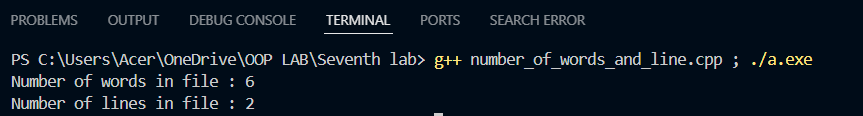 PROBLEMS OUTPUT DEBUG CONSOLE TERMINAL PORTS SEARCH ERROR
PS C:\Users\Acer\OneDrive\OOP LAB\Seventh lab> g++ number_of_words_and_line.cpp ; ./a.exe
Number of words in file : 6
Number of lines in file : 2